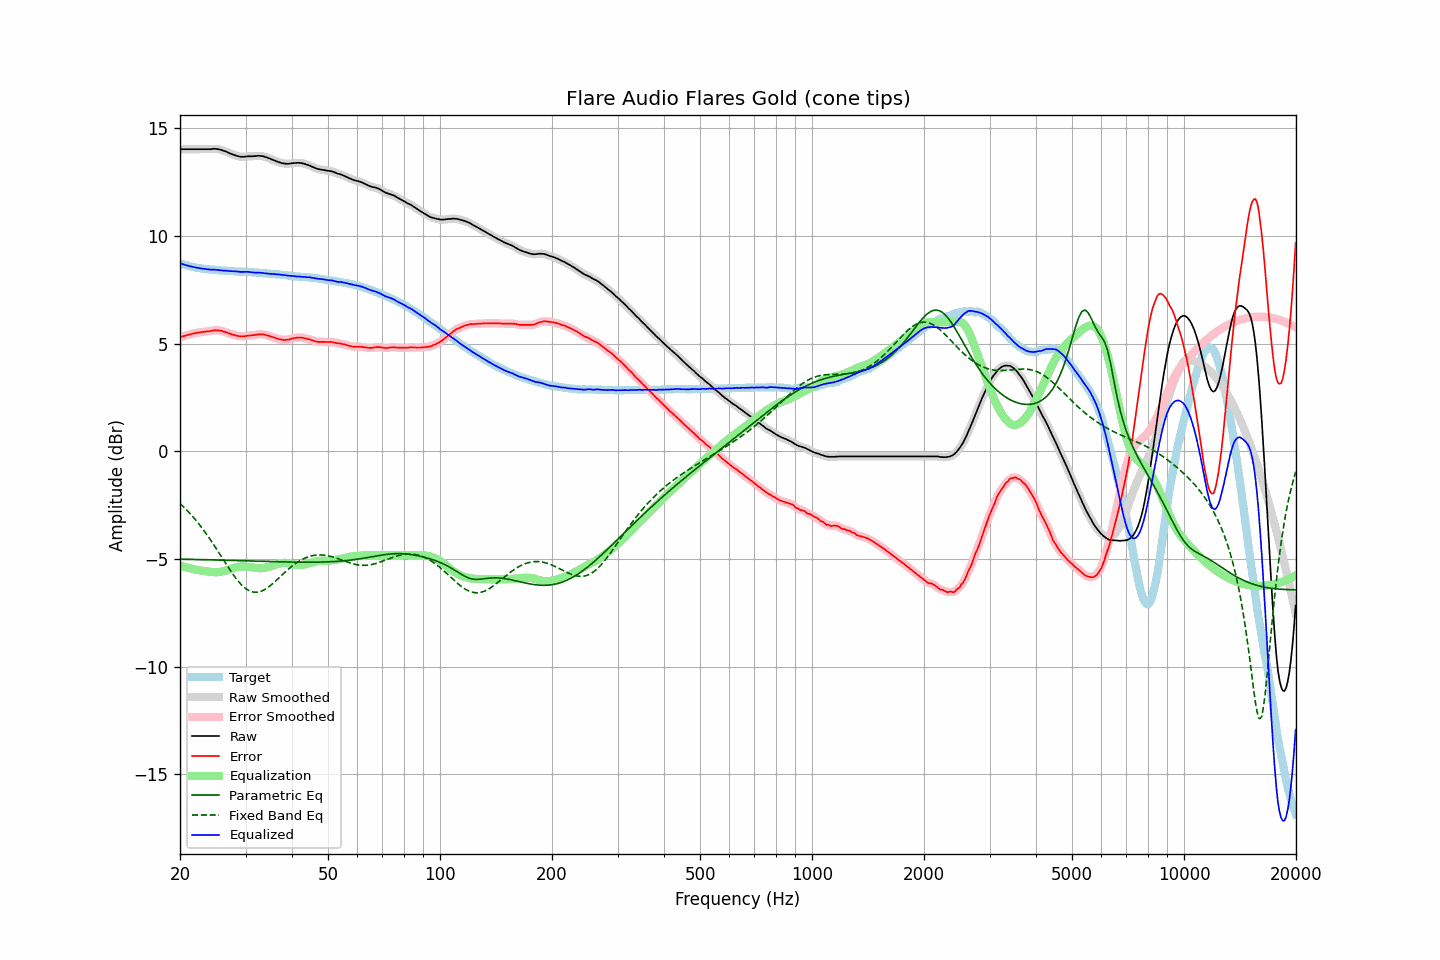 Flare Audio Flares Gold (cone tips)
15
10
5
0
−5
−10
−15
Amplitude (dBr)
Target
Raw Smoothed
Error Smoothed
Raw
Error
Equalization
Parametric Eq
Fixed Band Eq
Equalized
20 50 100 200 500 1000 2000 5000 10000 20000
Frequency (Hz)